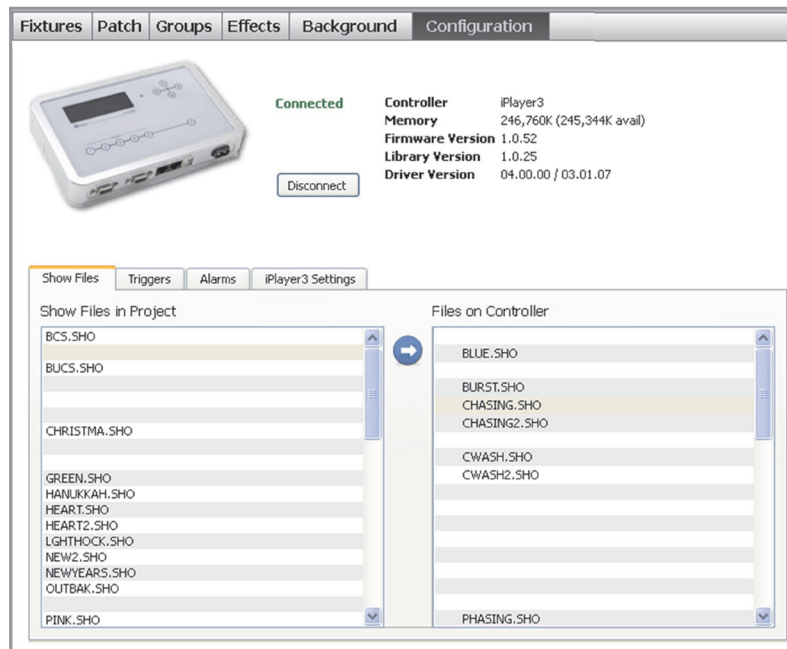 Fixtures Patch Groups Effects Background Configuration
Connected
Disconnect
Controller iPlayer3
Memory 246,760K (245,344K avail)
Firmware Version 1.0.52
Library Version 1.0.25
Driver Version 04.00.00 / 03.01.07
Show Files Triggers Alarms iPlayer3 Settings
Show Files in Project
BCS.SHO
BUCS.SHO
CHRISTMA.SHO
GREEN.SHO
HANUKKAH.SHO
HEART.SHO
HEART2.SHO
LGHTHOCK.SHO
NEW2.SHO
NEWYEARS.SHO
OUTBAK.SHO
PINK.SHO
Files on Controller
BLUE.SHO
BURST.SHO
CHASING.SHO
CHASING2.SHO
CWASH.SHO
CWASH2.SHO
PHASING.SHO